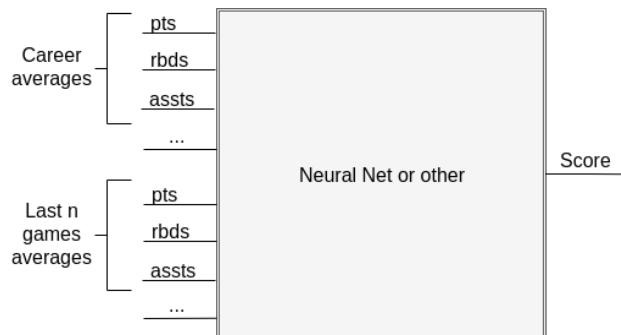 Career
averages
pts
rbds
assts
...
Last n
games
averages
pts
rbds
assts
...
Neural Net or other
Score